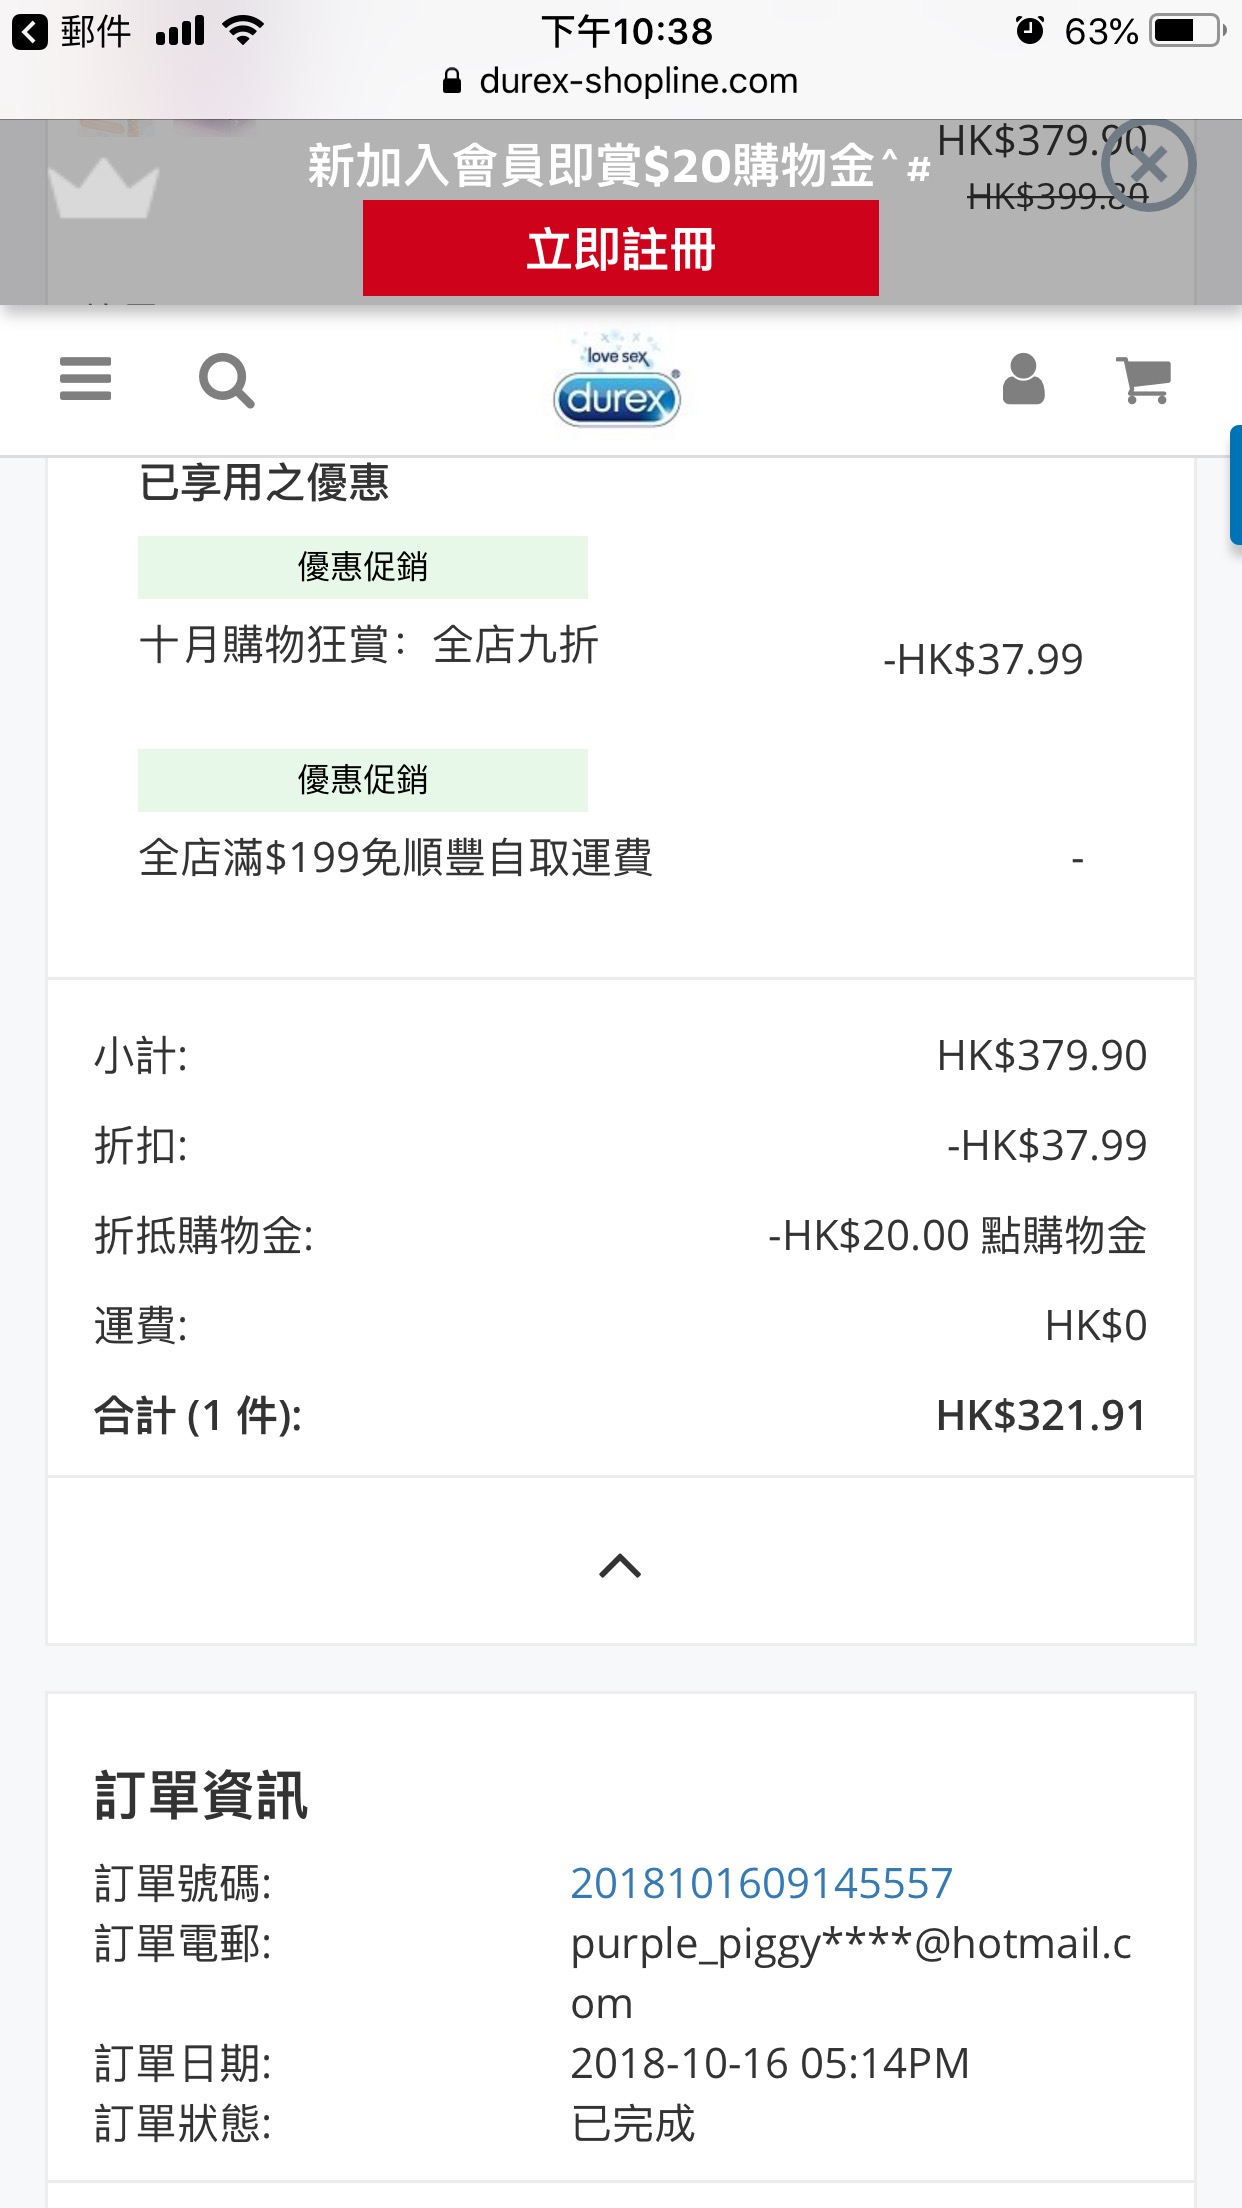 郵件
下午10:38
63%
durex-shopline.com
HK$379.90
新加入會員即賞$20購物金^#
HK$399.80
立即註冊
love sex
durex
已享用之優惠
優惠促銷
十月購物狂賞：全店九折
-HK$37.99
優惠促銷
全店滿$199免順豐自取運費
-
小計: HK$379.90
折扣: -HK$37.99
折抵購物金: -HK$20.00 點購物金
運費: HK$0
合計 (1 件): HK$321.91
訂單資訊
訂單號碼: 2018101609145557
訂單電郵: purple_piggy****@hotmail.c
om
訂單日期: 2018-10-16 05:14PM
訂單狀態: 已完成